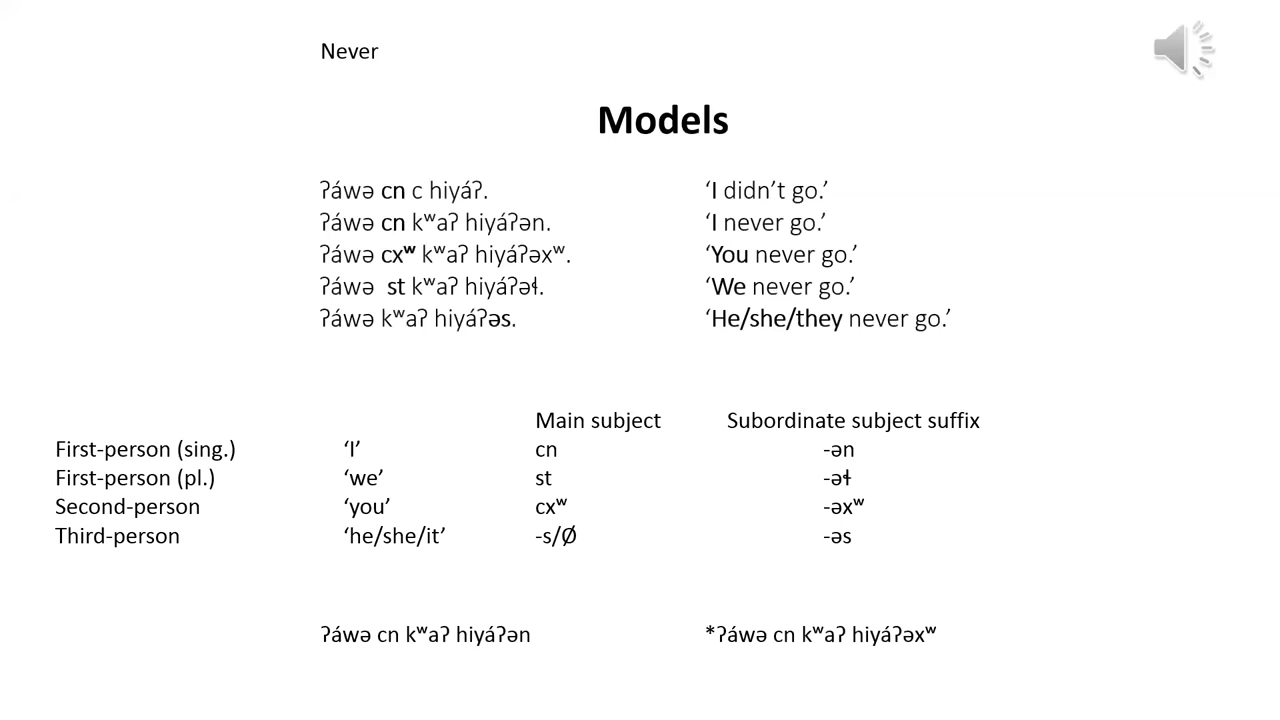 Never
Models
ʔáwə cn c hiyáʔ. ‘I didn’t go.’
ʔáwə cn kʷaʔ hiyáʔən. ‘I never go.’
ʔáwə cxʷ kʷaʔ hiyáʔəxʷ. ‘You never go.’
ʔáwə st kʷaʔ hiyáʔəɬ. ‘We never go.’
ʔáwə kʷaʔ hiyáʔəs. ‘He/she/they never go.’
Main subject Subordinate subject suffix
First-person (sing.) ‘I’ cn -ən
First-person (pl.) ‘we’ st -əɬ
Second-person ‘you’ cxʷ -əxʷ
Third-person ‘he/she/it’ -s/Ø -əs
ʔáwə cn kʷaʔ hiyáʔən *ʔáwə cn kʷaʔ hiyáʔəxʷ